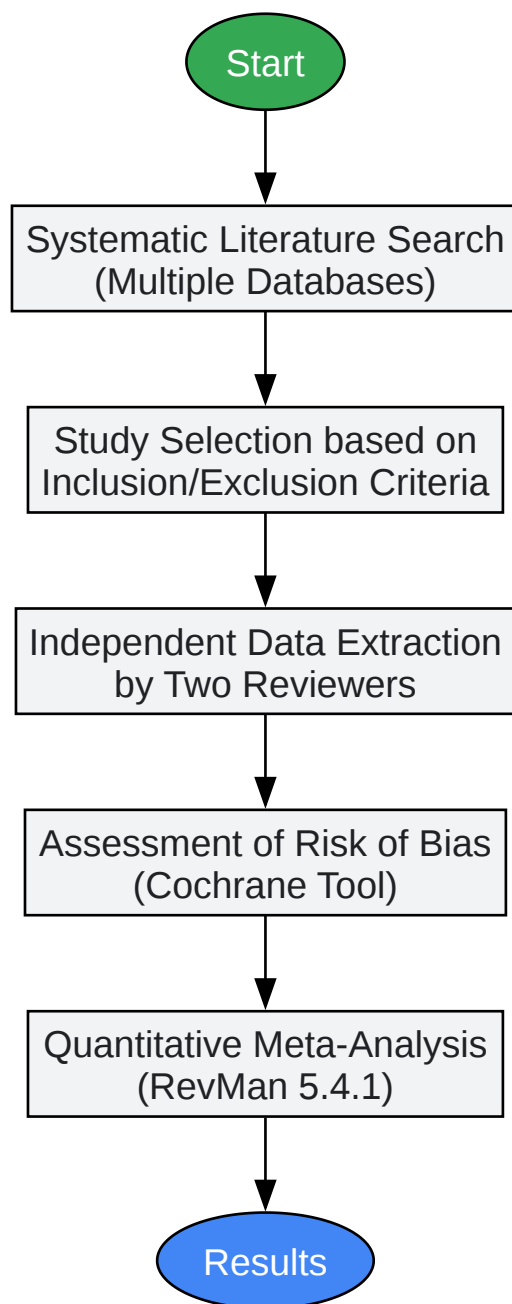 Start
Systematic Literature Search
(Multiple Databases)
Study Selection based on
Inclusion/Exclusion Criteria
Independent Data Extraction
by Two Reviewers
Assessment of Risk of Bias
(Cochrane Tool)
Quantitative Meta-Analysis
(RevMan 5.4.1)
Results